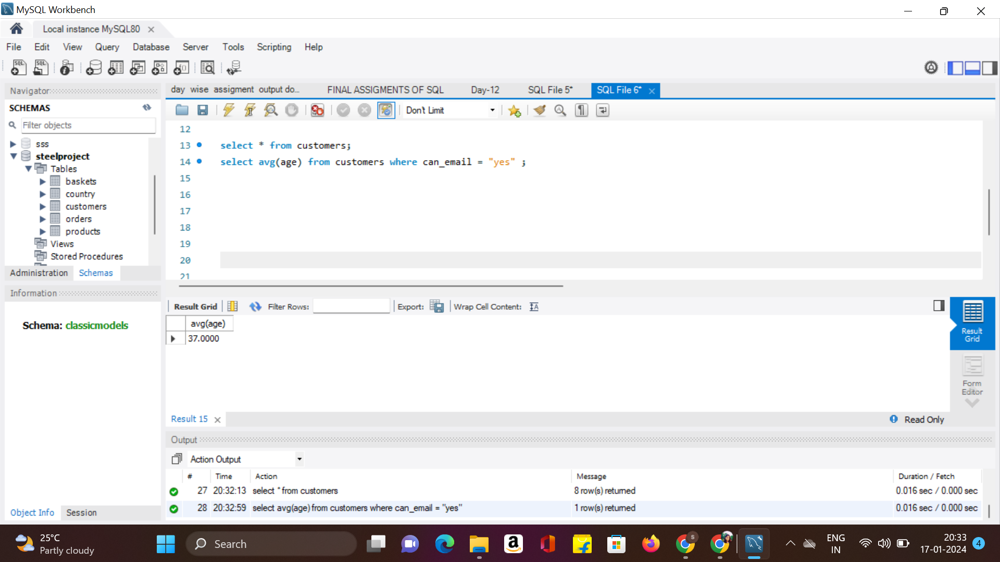 MySQL Workbench
Local instance MySQL80
File Edit View Query Database Server Tools Scripting Help
Navigator
SCHEMAS
Filter objects
sss
steelproject
Tables
baskets
country
customers
orders
products
Views
Stored Procedures
Administration Schemas
Information
Schema: classicmodels
Object Info Session
day wise assigment output do... FINAL ASSIGMENTS OF SQL Day-12 SQL File 5* SQL File 6*
Don't Limit
12
13 select * from customers;
14 select avg(age) from customers where can_email = "yes" ;
15
16
17
18
19
20
21
Result Grid Filter Rows: Export: Wrap Cell Content:
avg(age)
37.0000
Result Grid
Form Editor
Result 15 Read Only
Output
Action Output
# Time Action Message Duration / Fetch
27 20:32:13 select * from customers 8 row(s) returned 0.016 sec / 0.000 sec
28 20:32:59 select avg(age) from customers where can_email = "yes" 1 row(s) returned 0.016 sec / 0.000 sec
25°C
Partly cloudy
Search
ENG
IN
20:33
17-01-2024
4